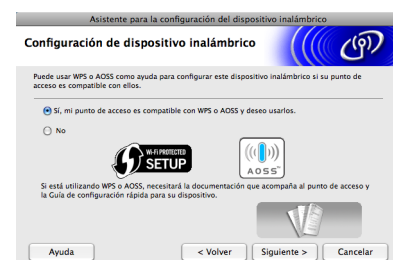 Asistente para la configuración del dispositivo inalámbrico
Configuración de dispositivo inalámbrico
Puede usar WPS o AOSS como ayuda para configurar este dispositivo inalámbrico si su punto de
acceso es compatible con ellos.
Sí, mi punto de acceso es compatible con WPS o AOSS y deseo usarlos.
No
WI-FI PROTECTED
SETUP
AOSS™
Si está utilizando WPS o AOSS, necesitará la documentación que acompaña al punto de acceso y
la Guía de configuración rápida para su dispositivo.
Ayuda
< Volver
Siguiente >
Cancelar